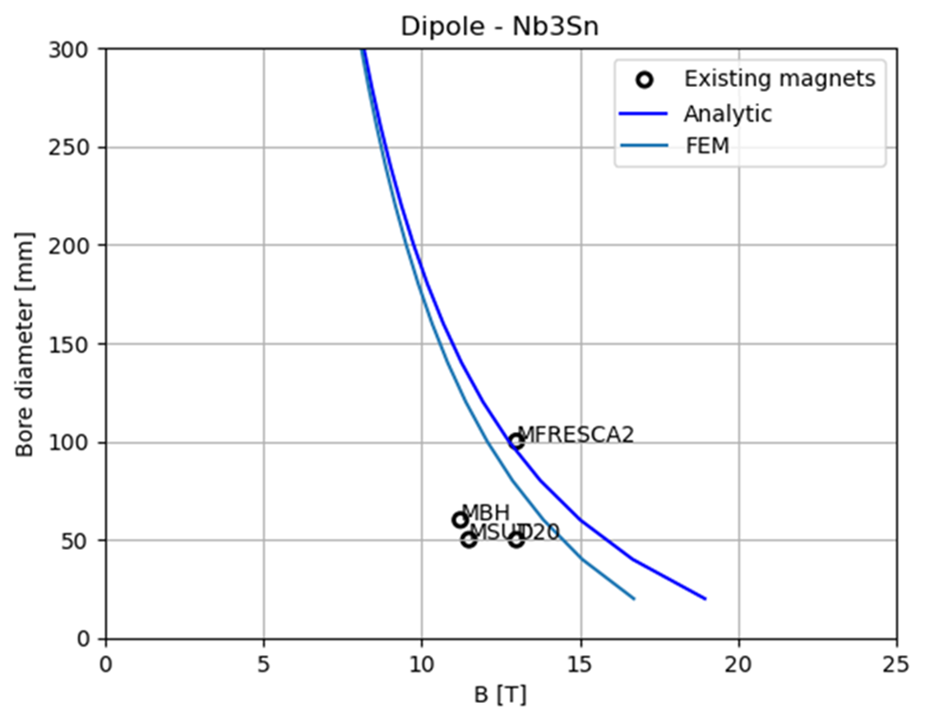 Dipole - Nb3Sn
Existing magnets
Analytic
FEM
Bore diameter [mm]
300
250
200
150
100
50
0
MFRESCA2
MBH
D20
0 5 10 15 20 25
B [T]